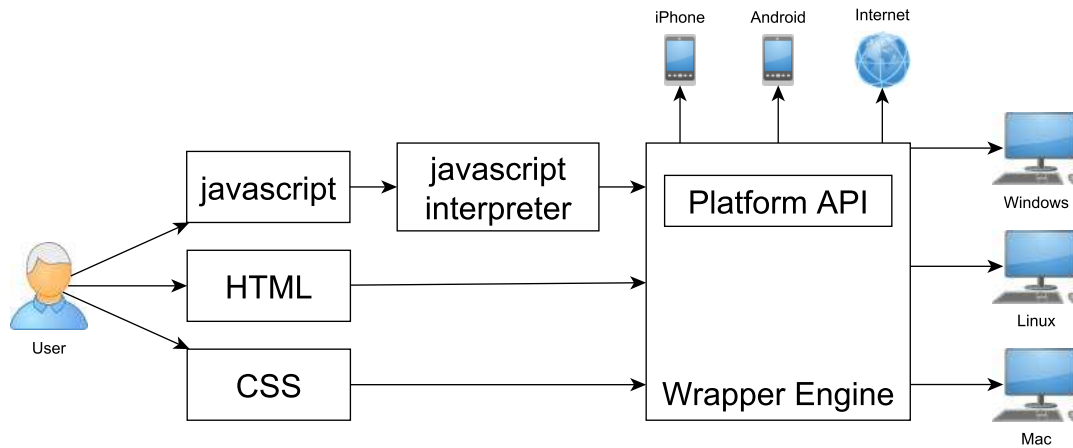 iPhone
Android
Internet
javascript
javascript
interpreter
Platform API
Windows
HTML
User
Linux
CSS
Wrapper Engine
Mac